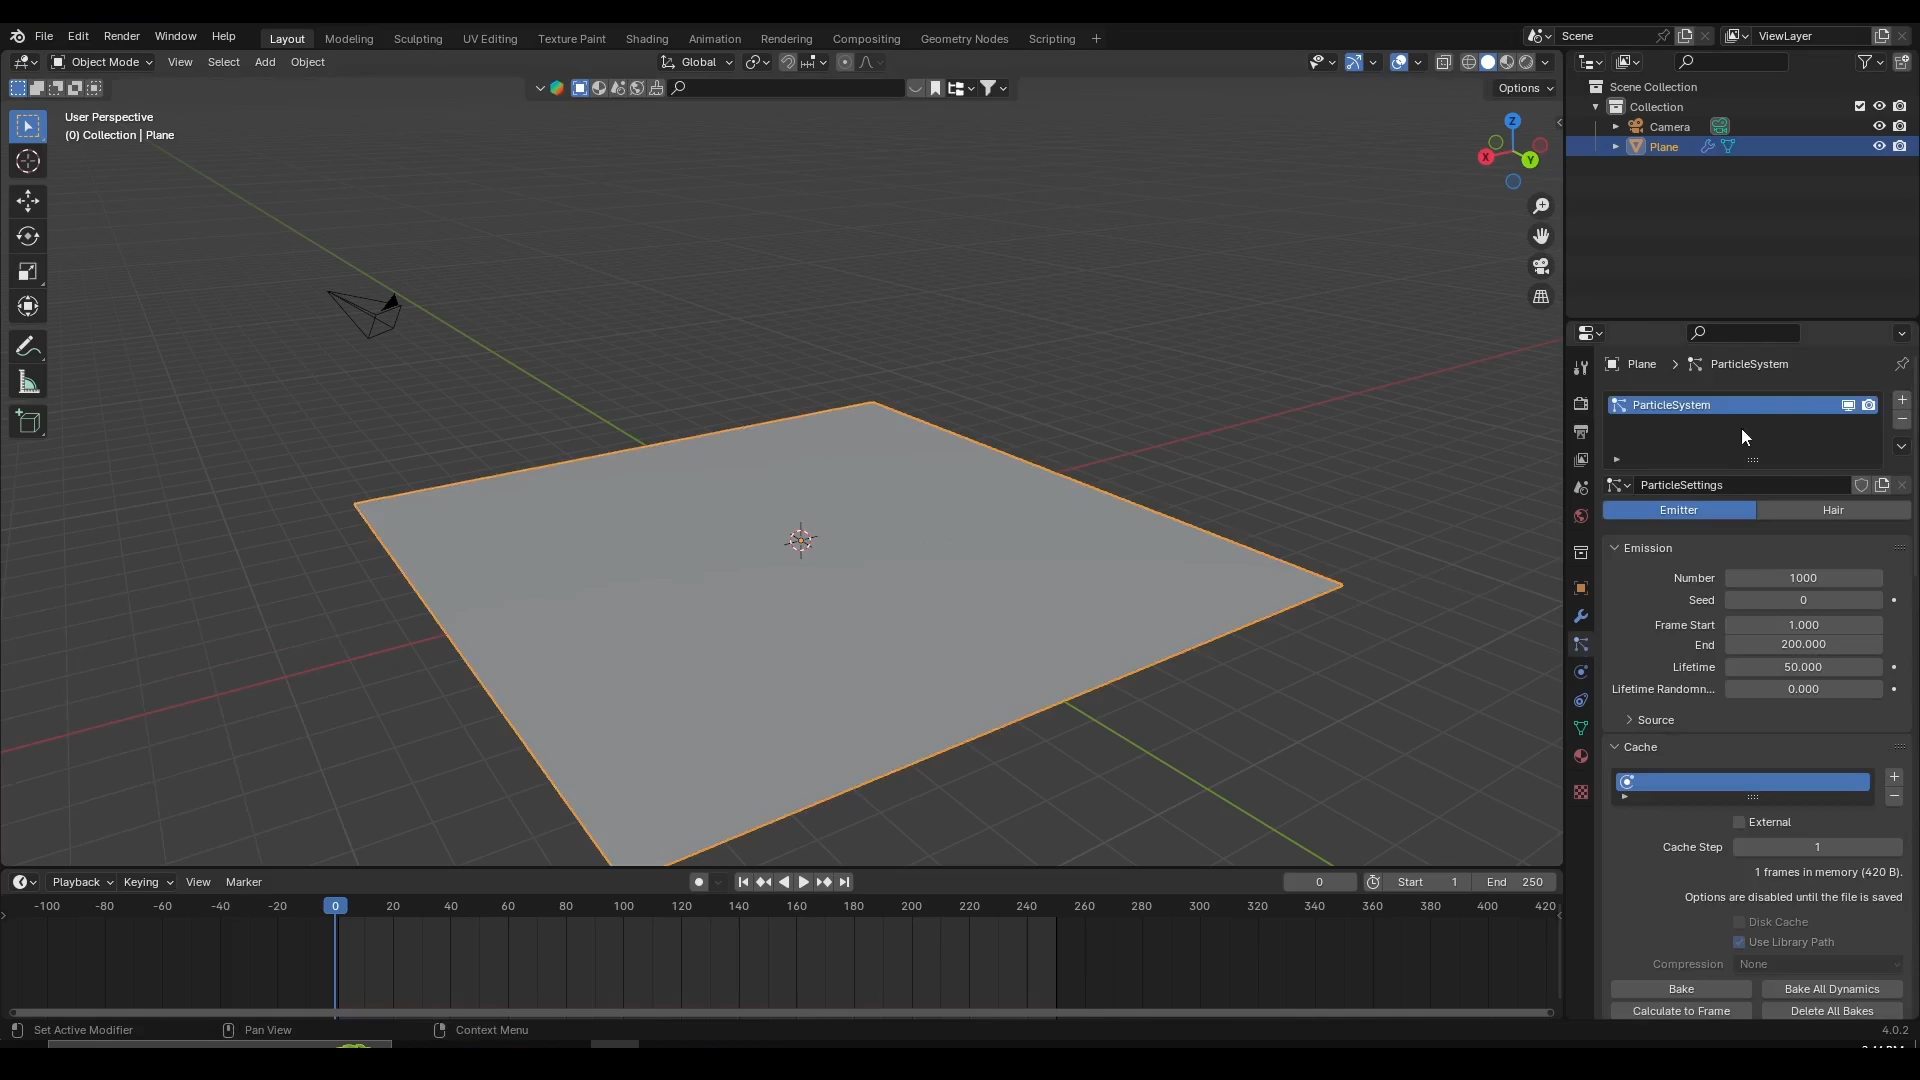 File Edit Render Window Help Layout Modeling Sculpting UV Editing Texture Paint Shading Animation Rendering Compositing Geometry Nodes Scripting + Scene ViewLayer
Object Mode View Select Add Object Global
Options
User Perspective
(0) Collection | Plane
Z
X
Y
Scene Collection
Collection
Camera
Plane
Plane > ParticleSystem
ParticleSystem
ParticleSettings
Emitter Hair
Emission
Number 1000
Seed 0
Frame Start 1.000
End 200.000
Lifetime 50.000
Lifetime Randomn... 0.000
Source
Cache
External
Cache Step 1
1 frames in memory (420 B).
Options are disabled until the file is saved
Disk Cache
Use Library Path
Compression None
Bake Bake All Dynamics
Calculate to Frame Delete All Bakes
Playback Keying View Marker 0 Start 1 End 250
-100 -80 -60 -40 -20 0 20 40 60 80 100 120 140 160 180 200 220 240 260 280 300 320 340 360 380 400 420
Set Active Modifier Pan View Context Menu 4.0.2